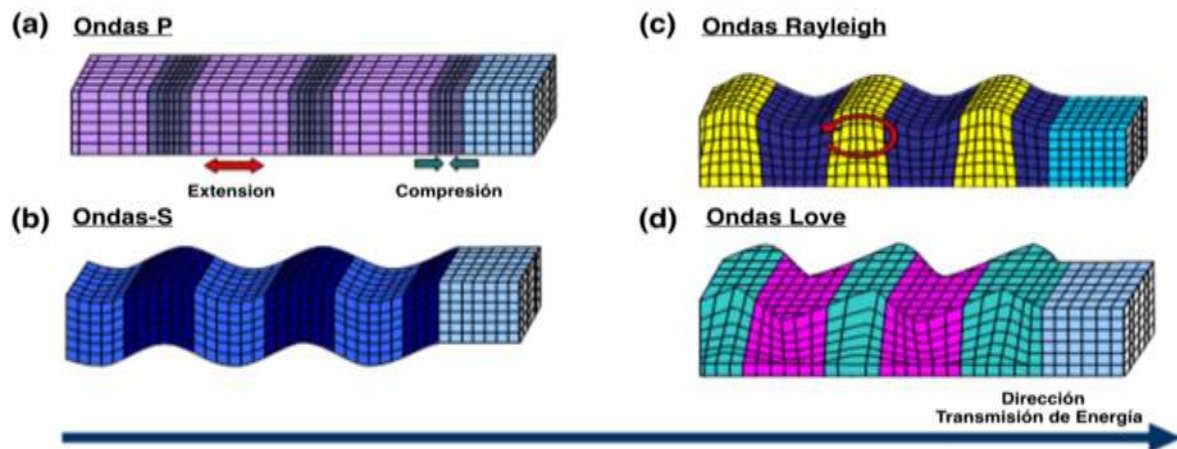 (a) Ondas P
Extension
Compresión
(b) Ondas-S
(c) Ondas Rayleigh
(d) Ondas Love
Dirección
Transmisión de Energía